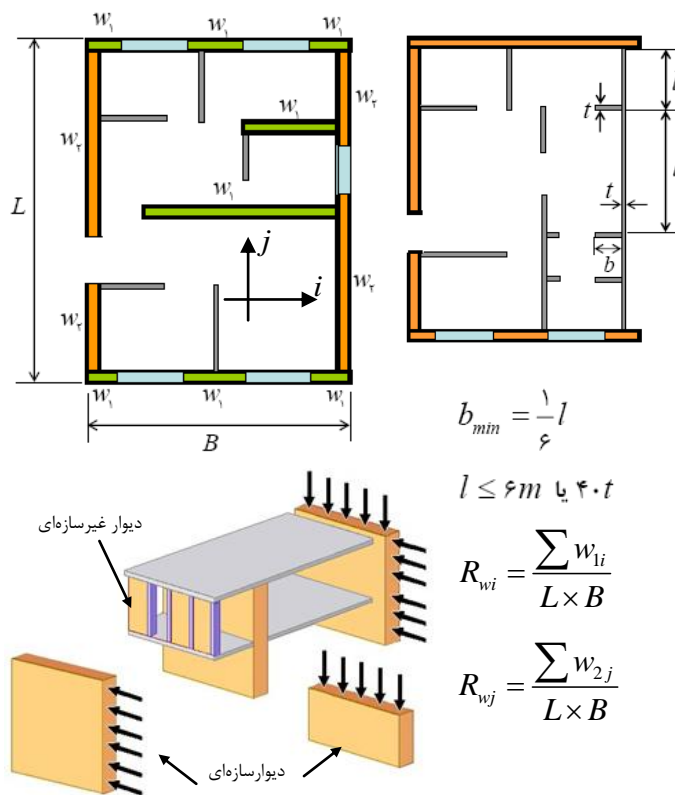 w۱ w۱ w۱
L
w۲
w۱
w۲
w۱
j
i
w۲
w۲
w۱ w۱ w۱
B
l
t
l
t
b
b_min = ۱/۶ l
l ≤ ۶m یا ۴۰t
دیوار غیرسازه‌ای
R_wi = ∑ w_1i / L × B
R_wj = ∑ w_2j / L × B
دیوارسازه‌ای